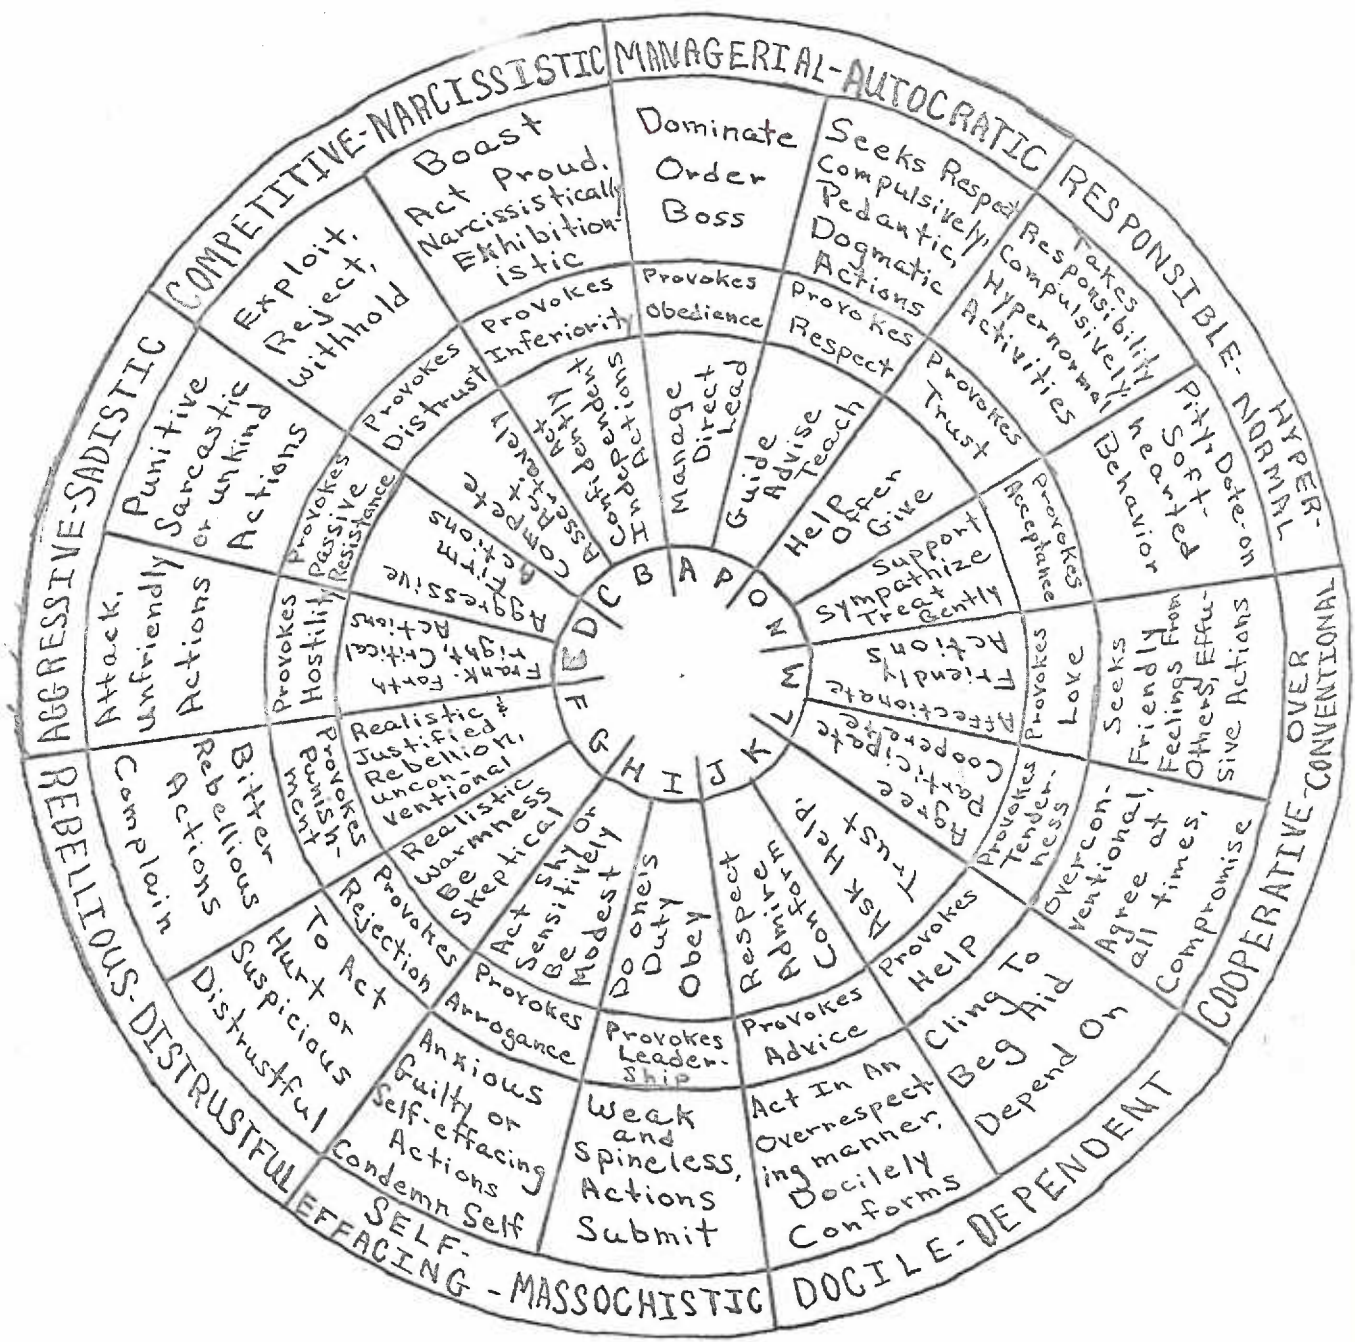 MANAGERIAL-AUTOCRATIC
RESPONSIBLE-HYPER-
NORMAL
COOPERATIVE-OVER
CONVENTIONAL
DOCILE-DEPENDENT
SELF-
EFFACING-MASSOCHISTIC
REBELLIOUS-DISTRUSTFUL
AGGRESSIVE-SADISTIC
COMPETITIVE-NARCISSISTIC
Dominate
Order
Boss
Seeks Respect
Compulsively,
Pedantic,
Dogmatic
Actions
Takes
Responsibility
Compulsively,
Hypernormal
Activities
Pity, Dote-on
Soft-
hearted
Behavior
Seeks
Friendly
Feelings From
Others, Effu-
sive Actions
Overcon-
ventional,
Agree at
all times,
Compromise
Cling To
Beg Aid
Depend On
Act In An
Overrespect-
ing manner,
Docilely
Conforms
Weak
and
Spineless,
Actions
Submit
Anxious
Guilty or
Self-effacing
Actions
Condemn Self
To Act
Hurt or
Suspicious
Distrustful
Bitter
Rebellious
Actions
Complain
Attack,
Unfriendly
Actions
Punitive
Sarcastic
or unkind
Actions
Exploit,
Reject,
Withhold
Boast
Act Proud.
Narcissistically
Exhibition-
istic
Provokes
Obedience
Provokes
Respect
Provokes
Trust
Provokes
Acceptance
Provokes
Love
Provokes
Tender-
ness
Provokes
Help
Provokes
Advice
Provokes
Leader-
Ship
Provokes
Arrogance
Provokes
Rejection
Provokes
Punish-
ment
Provokes
Hostility
Provokes
Passive
Resistance
Provokes
Distrust
Provokes
Inferiority
Manage
Direct
Lead
Guide
Advise
Teach
Help
Offer
Give
Support
Sympathize
Treat
Gently
Affectionate
Friendly
Actions
Cooperate
Participate
Agree
Trust
Ask Help.
Respect
Admire
Conform
Do one's
Duty
Obey
Act shy or
Sensitively
Be
Modest
Realistic
Warmness
Be
Skeptical
Realistic &
Justified
Rebellion,
uncon-
ventional
Frank-Forth
right, Critical
Actions
Aggressive
Firm
Actions
Compete
Act
Assertavely
Act
Confidently
Independent
Actions
A
P
O
N
M
L
K
J
I
H
G
F
E
D
C
B